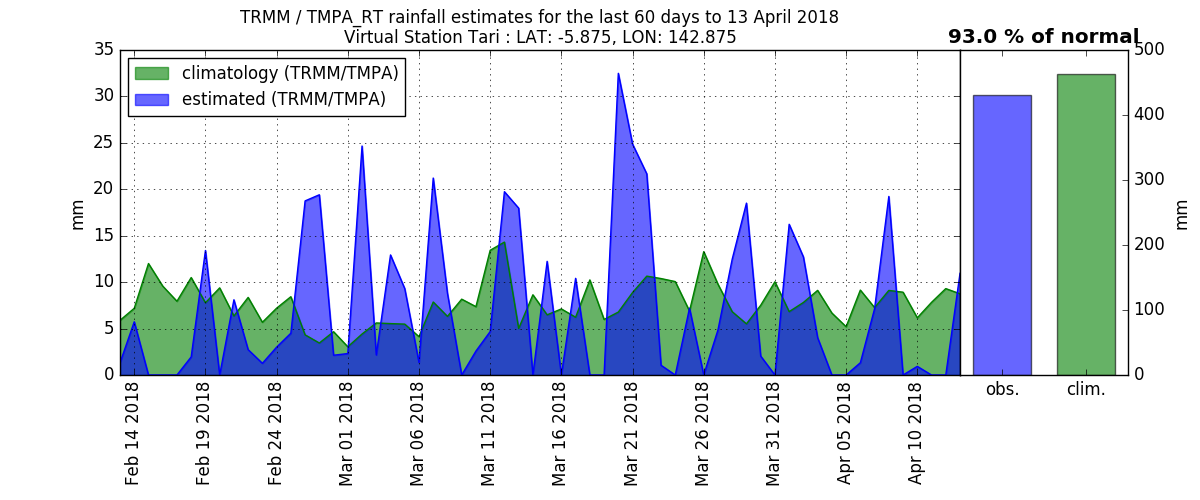 TRMM / TMPA_RT rainfall estimates for the last 60 days to 13 April 2018
Virtual Station Tari : LAT: -5.875, LON: 142.875
93.0 % of normal
climatology (TRMM/TMPA)
estimated (TRMM/TMPA)
35
30
25
20
15
10
5
0
mm
Feb 14 2018
Feb 19 2018
Feb 24 2018
Mar 01 2018
Mar 06 2018
Mar 11 2018
Mar 16 2018
Mar 21 2018
Mar 26 2018
Mar 31 2018
Apr 05 2018
Apr 10 2018
500
400
300
200
100
0
mm
obs.
clim.